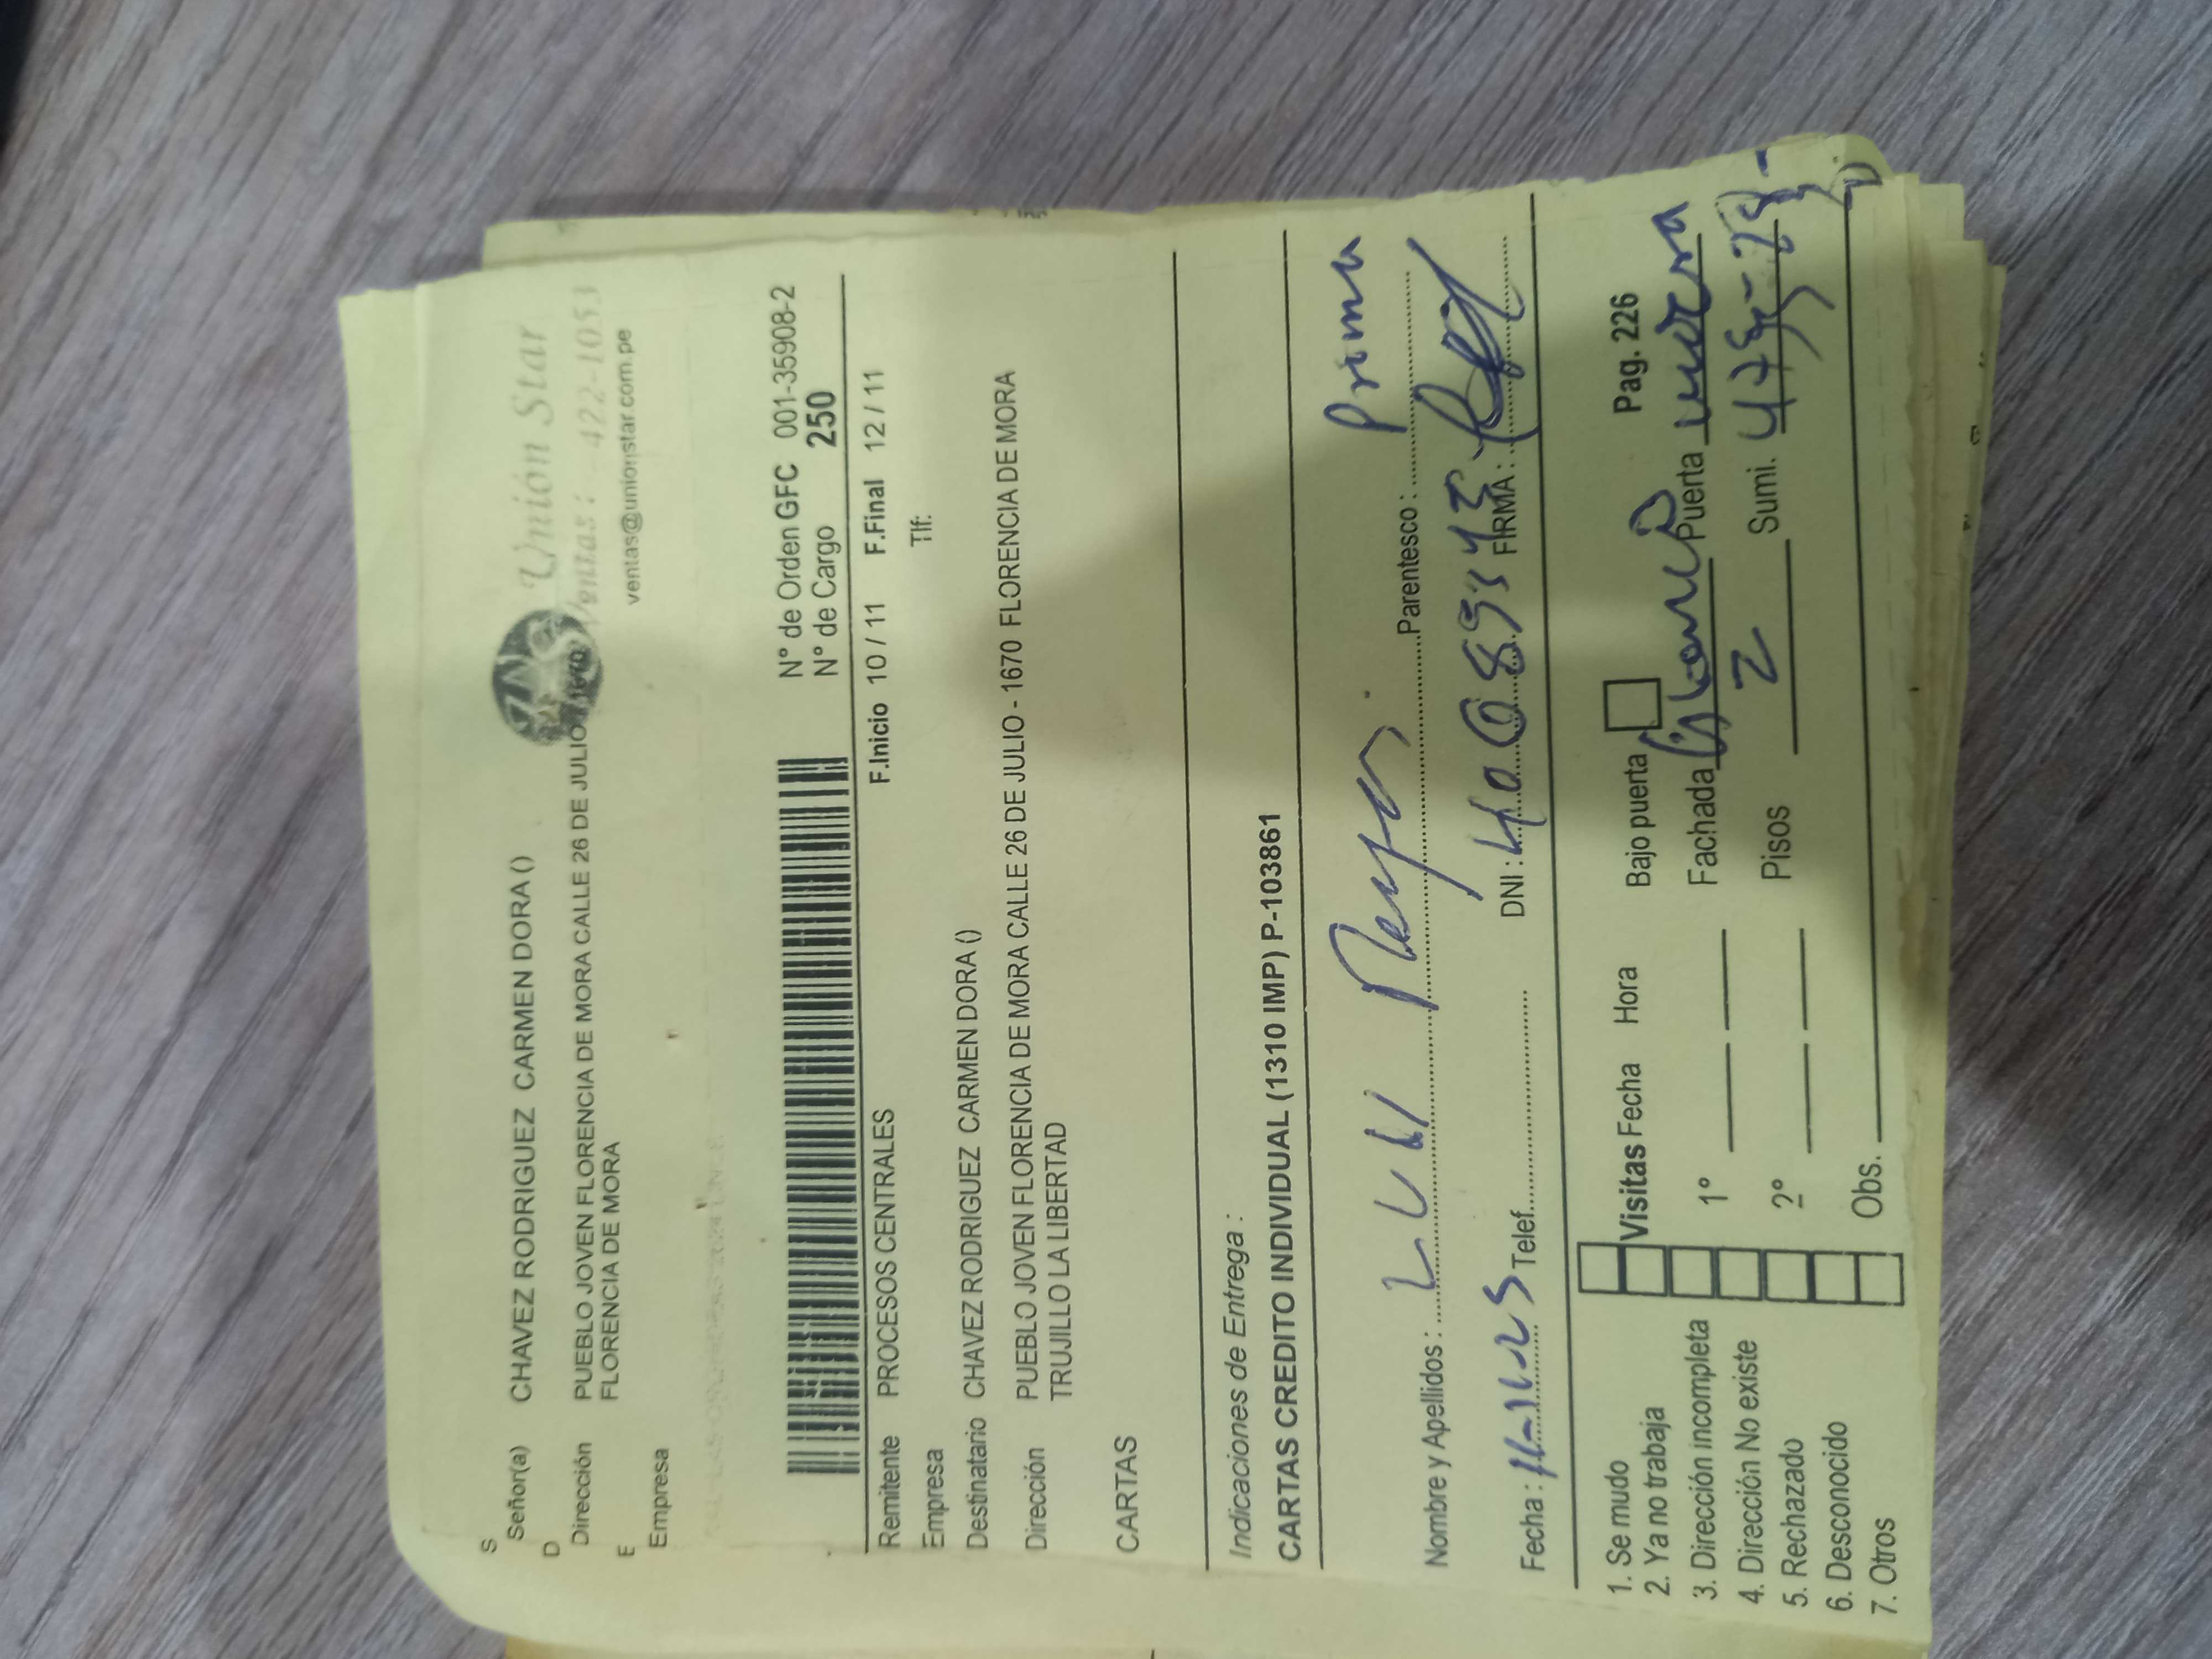 S
Señor(a) CHAVEZ RODRIGUEZ CARMEN DORA ()
D
Dirección PUEBLO JOVEN FLORENCIA DE MORA CALLE 26 DE JULIO 1670
FLORENCIA DE MORA
E
Empresa
Unión Star
Ventas : 422-1053
ventas@unionstar.com.pe
N° de Orden GFC 001-35908-2
N° de Cargo 250
Remitente PROCESOS CENTRALES F.Inicio 10 / 11 F.Final 12 / 11
Empresa Tlf:
Destinatario CHAVEZ RODRIGUEZ CARMEN DORA ()
Dirección PUEBLO JOVEN FLORENCIA DE MORA CALLE 26 DE JULIO - 1670 FLORENCIA DE MORA
TRUJILLO LA LIBERTAD
CARTAS
Indicaciones de Entrega :
CARTAS CREDITO INDIVIDUAL (1310 IMP) P-103861
Nombre y Apellidos : Parentesco : Prima
Fecha : Telef. DNI : FIRMA :
1. Se mudo
2. Ya no trabaja
3. Dirección incompleta
4. Dirección No existe
5. Rechazado
6. Desconocido
7. Otros
Visitas Fecha Hora
1º
2º
Obs.
Bajo puerta Pag. 226
Fachada Blanco Puerta
Pisos 2 Sumi.